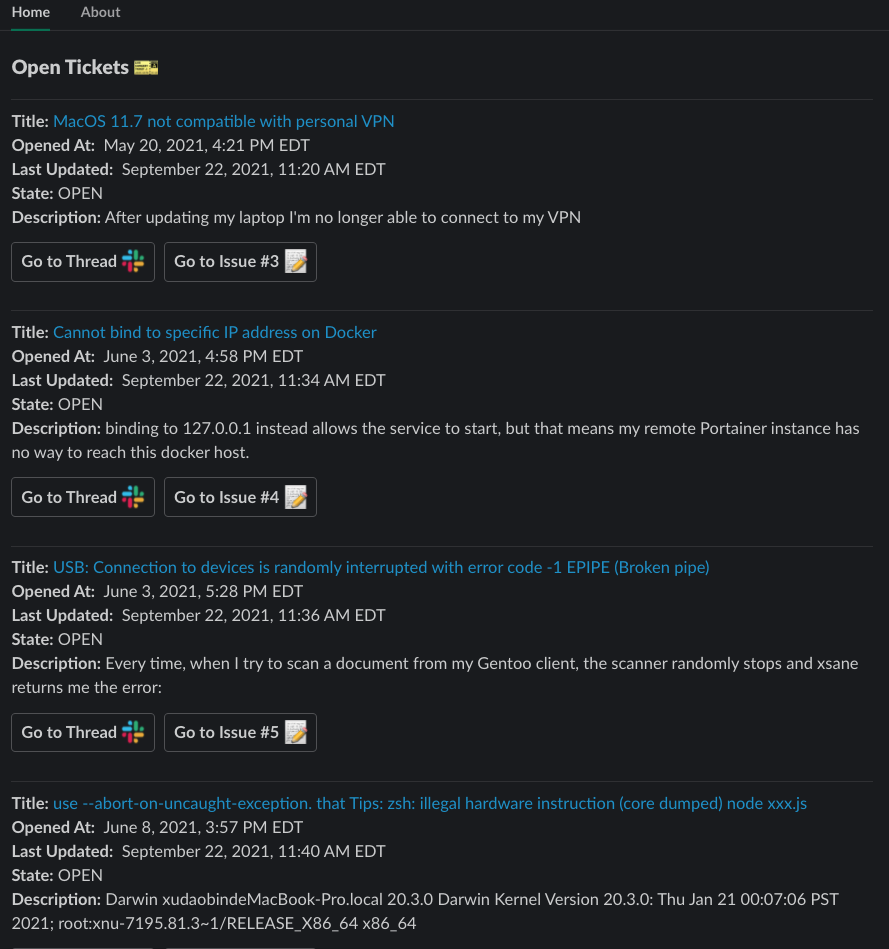 Home About
Open Tickets
Title: MacOS 11.7 not compatible with personal VPN
Opened At: May 20, 2021, 4:21 PM EDT
Last Updated: September 22, 2021, 11:20 AM EDT
State: OPEN
Description: After updating my laptop I'm no longer able to connect to my VPN
Go to Thread Go to Issue #3
Title: Cannot bind to specific IP address on Docker
Opened At: June 3, 2021, 4:58 PM EDT
Last Updated: September 22, 2021, 11:34 AM EDT
State: OPEN
Description: binding to 127.0.0.1 instead allows the service to start, but that means my remote Portainer instance has
no way to reach this docker host.
Go to Thread Go to Issue #4
Title: USB: Connection to devices is randomly interrupted with error code -1 EPIPE (Broken pipe)
Opened At: June 3, 2021, 5:28 PM EDT
Last Updated: September 22, 2021, 11:36 AM EDT
State: OPEN
Description: Every time, when I try to scan a document from my Gentoo client, the scanner randomly stops and xsane
returns me the error:
Go to Thread Go to Issue #5
Title: use --abort-on-uncaught-exception. that Tips: zsh: illegal hardware instruction (core dumped) node xxx.js
Opened At: June 8, 2021, 3:57 PM EDT
Last Updated: September 22, 2021, 11:40 AM EDT
State: OPEN
Description: Darwin xudaobindeMacBook-Pro.local 20.3.0 Darwin Kernel Version 20.3.0: Thu Jan 21 00:07:06 PST
2021; root:xnu-7195.81.3~1/RELEASE_X86_64 x86_64